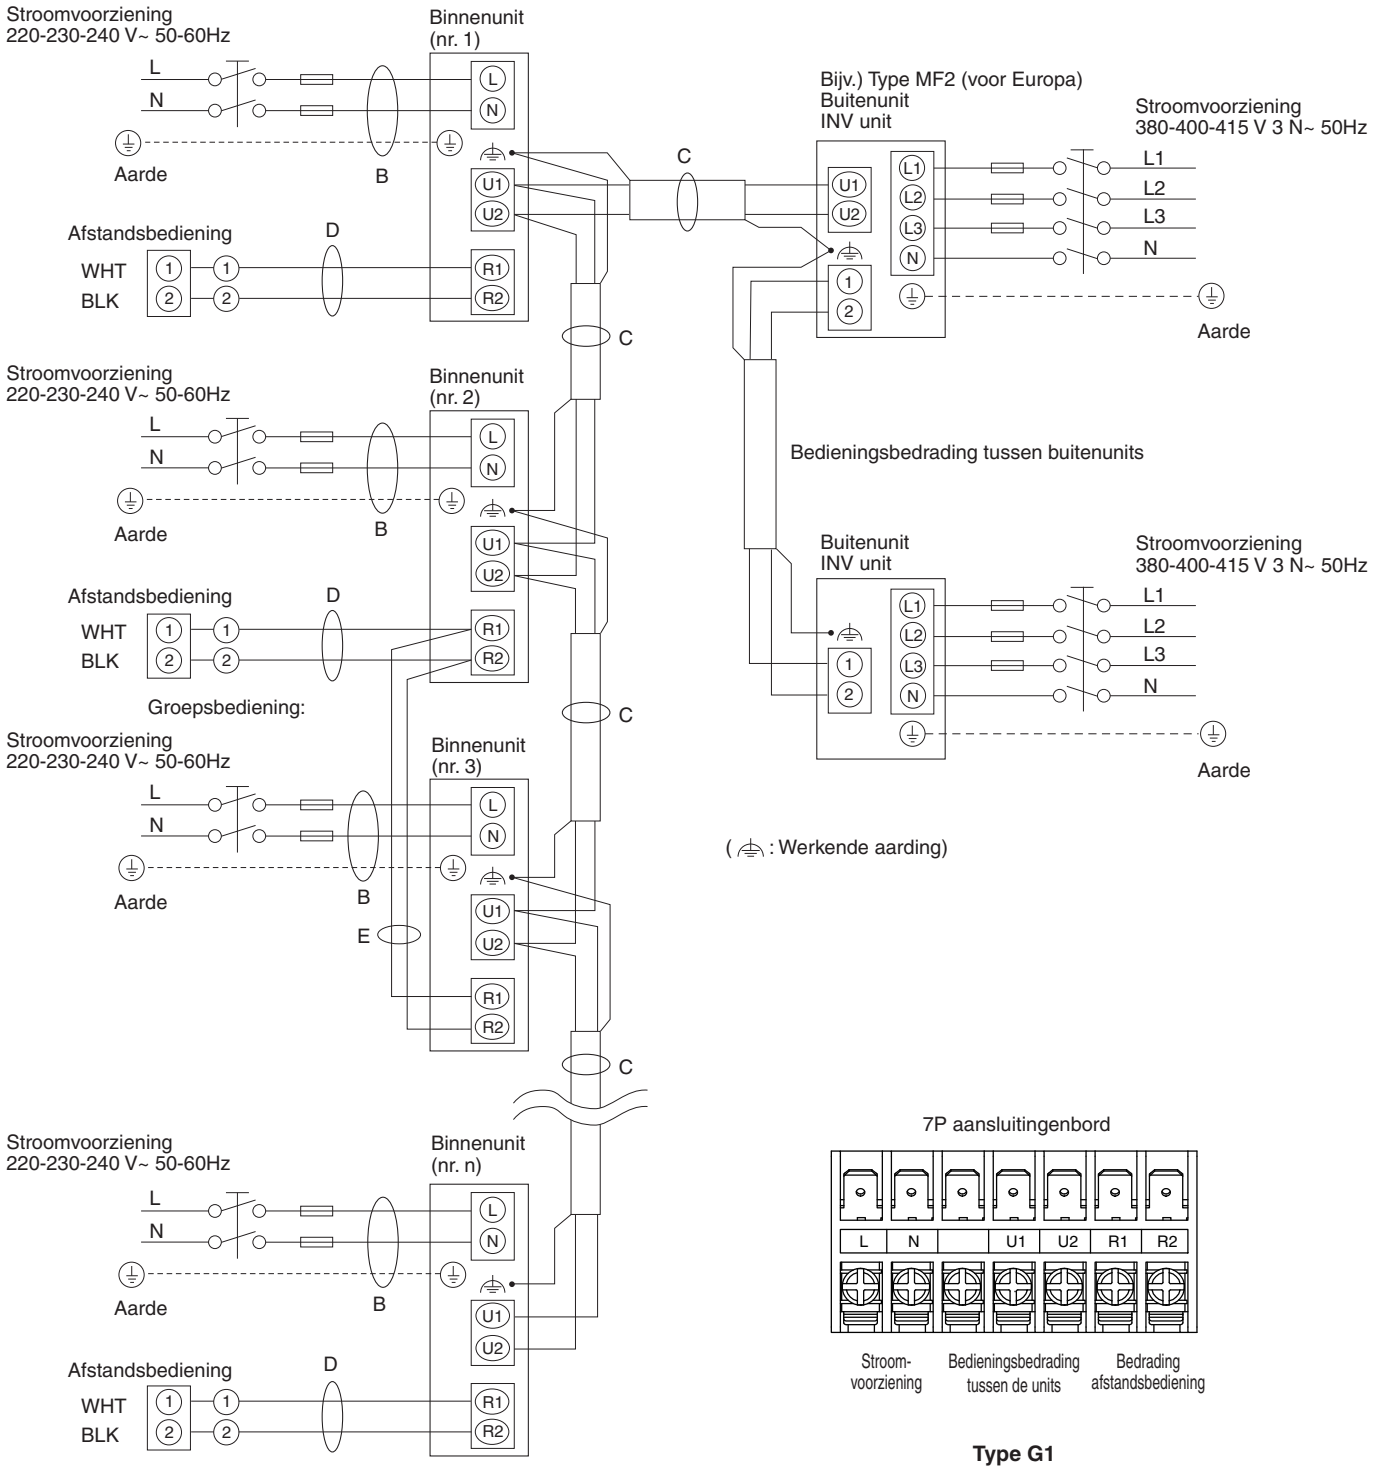 Stroomvoorziening
220-230-240 V~ 50-60Hz
L
N
Aarde
B
Binnenunit
(nr. 1)
L
N
U1
U2
R1
R2
Afstandsbediening
WHT
BLK
1
2
1
2
D
C
C
Bijv.) Type MF2 (voor Europa)
Buitenunit
INV unit
U1
U2
1
2
L1
L2
L3
N
Stroomvoorziening
380-400-415 V 3 N~ 50Hz
L1
L2
L3
N
Aarde
Stroomvoorziening
220-230-240 V~ 50-60Hz
L
N
Aarde
B
Binnenunit
(nr. 2)
L
N
U1
U2
R1
R2
Afstandsbediening
WHT
BLK
1
2
1
2
D
C
Bedieningsbedrading tussen buitenunits
Buitenunit
INV unit
1
2
L1
L2
L3
N
Stroomvoorziening
380-400-415 V 3 N~ 50Hz
L1
L2
L3
N
Aarde
Groepsbediening:
Stroomvoorziening
220-230-240 V~ 50-60Hz
L
N
Aarde
B
E
Binnenunit
(nr. 3)
L
N
U1
U2
R1
R2
C
( : Werkende aarding)
Stroomvoorziening
220-230-240 V~ 50-60Hz
L
N
Aarde
B
Binnenunit
(nr. n)
L
N
U1
U2
R1
R2
Afstandsbediening
WHT
BLK
1
2
1
2
D
7P aansluitingenbord
L N U1 U2 R1 R2
Stroom-
voorziening
Bedieningsbedrading
tussen de units
Bedrading
afstandsbediening
Type G1